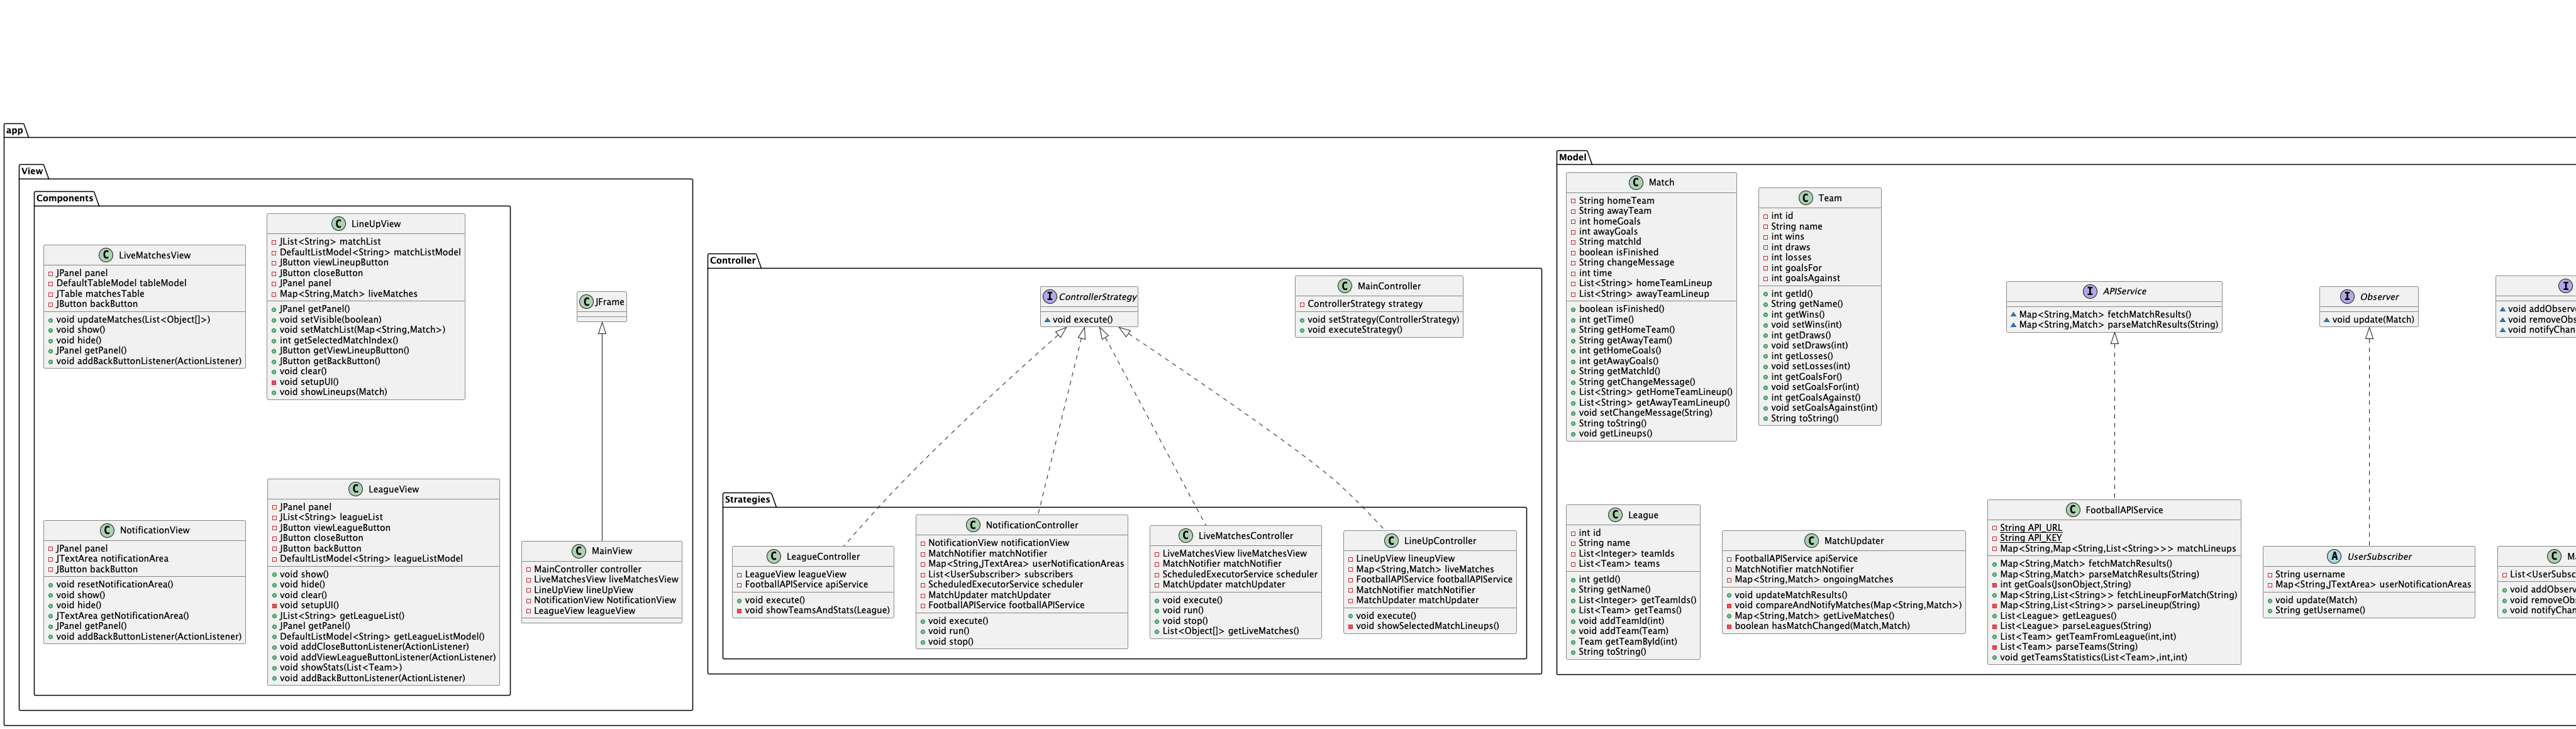 app
View
Components
LiveMatchesView
JPanel panel
DefaultTableModel tableModel
JTable matchesTable
JButton backButton
void updateMatches(List<Object[]>)
void show()
void hide()
JPanel getPanel()
void addBackButtonListener(ActionListener)
LineUpView
JList<String> matchList
DefaultListModel<String> matchListModel
JButton viewLineupButton
JButton closeButton
JPanel panel
Map<String,Match> liveMatches
JPanel getPanel()
void setVisible(boolean)
void setMatchList(Map<String,Match>)
int getSelectedMatchIndex()
JButton getViewLineupButton()
JButton getBackButton()
void clear()
void setupUI()
void showLineups(Match)
NotificationView
JPanel panel
JTextArea notificationArea
JButton backButton
void resetNotificationArea()
void show()
void hide()
JTextArea getNotificationArea()
JPanel getPanel()
void addBackButtonListener(ActionListener)
LeagueView
JPanel panel
JList<String> leagueList
JButton viewLeagueButton
JButton closeButton
JButton backButton
DefaultListModel<String> leagueListModel
void show()
void clear()
void setupUI()
JList<String> getLeagueList()
JPanel getPanel()
DefaultListModel<String> getLeagueListModel()
void addCloseButtonListener(ActionListener)
void addViewLeagueButtonListener(ActionListener)
void showStats(List<Team>)
void addBackButtonListener(ActionListener)
JFrame
MainView
MainController controller
LiveMatchesView liveMatchesView
LineUpView lineUpView
NotificationView NotificationView
LeagueView leagueView
Controller
ControllerStrategy
void execute()
MainController
ControllerStrategy strategy
void setStrategy(ControllerStrategy)
void executeStrategy()
Strategies
LeagueController
LeagueView leagueView
FootballAPIService apiService
void execute()
void showTeamsAndStats(League)
NotificationController
NotificationView notificationView
MatchNotifier matchNotifier
Map<String,JTextArea> userNotificationAreas
List<UserSubscriber> subscribers
ScheduledExecutorService scheduler
MatchUpdater matchUpdater
FootballAPIService footballAPIService
void execute()
void run()
void stop()
LiveMatchesController
LiveMatchesView liveMatchesView
MatchNotifier matchNotifier
ScheduledExecutorService scheduler
MatchUpdater matchUpdater
void execute()
void run()
void stop()
List<Object[]> getLiveMatches()
LineUpController
LineUpView lineupView
Map<String,Match> liveMatches
FootballAPIService footballAPIService
MatchNotifier matchNotifier
MatchUpdater matchUpdater
void execute()
void showSelectedMatchLineups()
Model
Match
String homeTeam
String awayTeam
int homeGoals
int awayGoals
String matchId
boolean isFinished
String changeMessage
int time
List<String> homeTeamLineup
List<String> awayTeamLineup
boolean isFinished()
int getTime()
String getHomeTeam()
String getAwayTeam()
int getHomeGoals()
int getAwayGoals()
String getMatchId()
String getChangeMessage()
List<String> getHomeTeamLineup()
List<String> getAwayTeamLineup()
void setChangeMessage(String)
String toString()
void getLineups()
Team
int id
String name
int wins
int draws
int losses
int goalsFor
int goalsAgainst
int getId()
String getName()
int getWins()
void setWins(int)
int getDraws()
void setDraws(int)
int getLosses()
void setLosses(int)
int getGoalsFor()
void setGoalsFor(int)
int getGoalsAgainst()
void setGoalsAgainst(int)
String toString()
League
int id
String name
List<Integer> teamIds
List<Team> teams
int getId()
String getName()
List<Integer> getTeamIds()
List<Team> getTeams()
void addTeamId(int)
void addTeam(Team)
Team getTeamById(int)
String toString()
MatchUpdater
FootballAPIService apiService
MatchNotifier matchNotifier
Map<String,Match> ongoingMatches
void updateMatchResults()
void compareAndNotifyMatches(Map<String,Match>)
Map<String,Match> getLiveMatches()
boolean hasMatchChanged(Match,Match)
APIService
Map<String,Match> fetchMatchResults()
Map<String,Match> parseMatchResults(String)
FootballAPIService
String API_URL
String API_KEY
Map<String,Map<String,List<String>>> matchLineups
Map<String,Match> fetchMatchResults()
Map<String,Match> parseMatchResults(String)
int getGoals(JsonObject,String)
Map<String,List<String>> fetchLineupForMatch(String)
Map<String,List<String>> parseLineup(String)
List<League> getLeagues()
List<League> parseLeagues(String)
List<Team> getTeamFromLeague(int,int)
List<Team> parseTeams(String)
void getTeamsStatistics(List<Team>,int,int)
Observer
void update(Match)
UserSubscriber
String username
Map<String,JTextArea> userNotificationAreas
void update(Match)
String getUsername()
void addObserv
void removeObs
void notifyChan
Ma
List<UserSubsc
void addObserv
void removeObs
void notifyChan